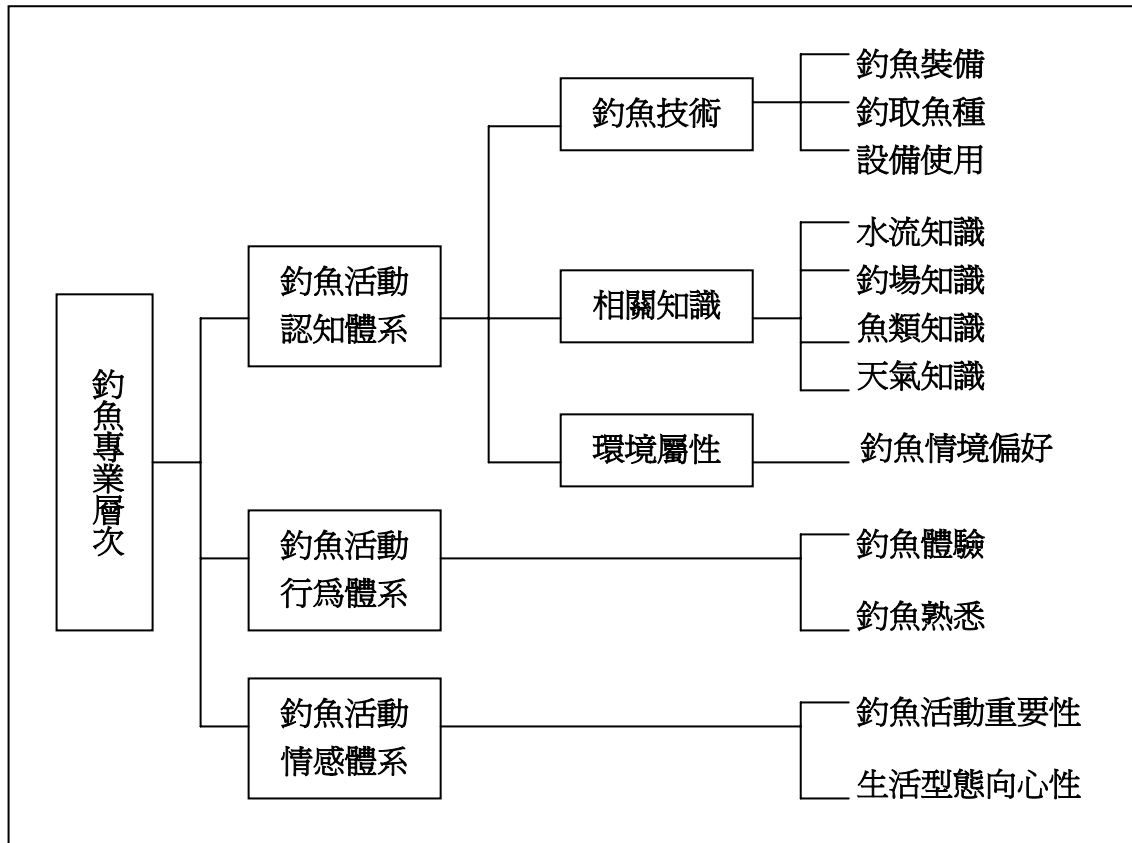 釣魚專業層次
釣魚活動
認知體系
釣魚技術
釣魚裝備
釣取魚種
設備使用
相關知識
水流知識
釣場知識
魚類知識
天氣知識
環境屬性
釣魚情境偏好
釣魚活動
行為體系
釣魚體驗
釣魚熟悉
釣魚活動
情感體系
釣魚活動重要性
生活型態向心性